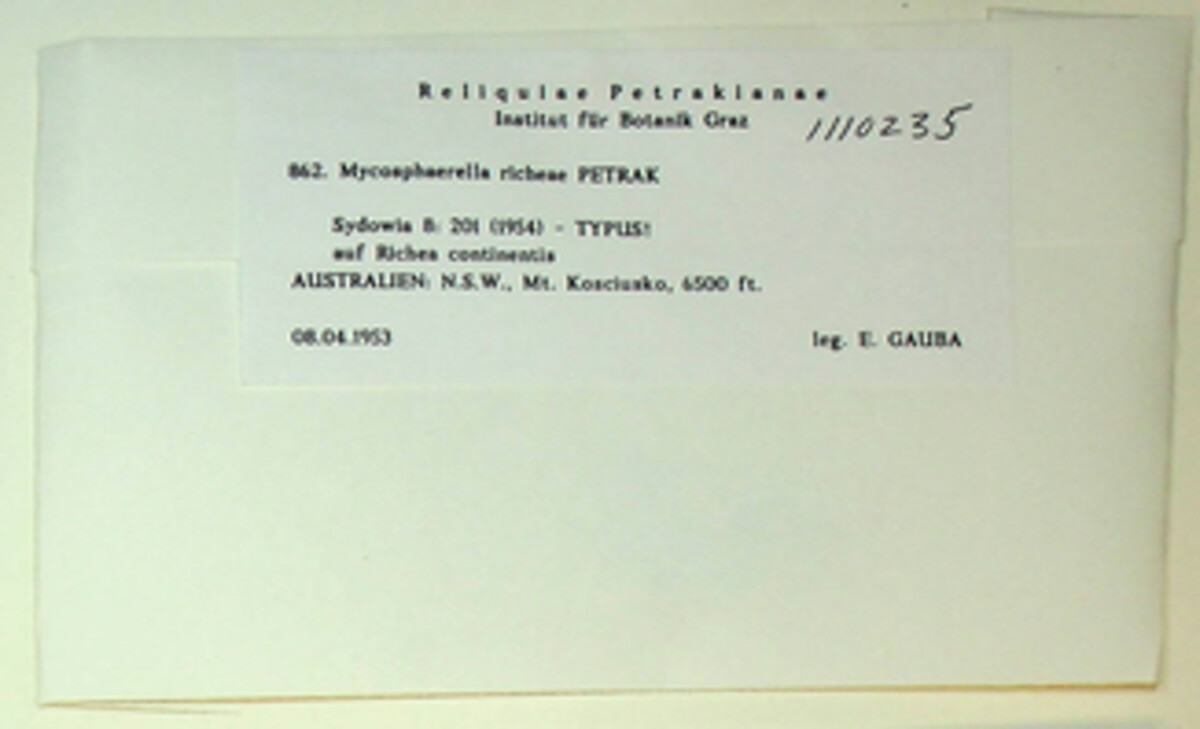 Reliquiae Petrakianae
Institut für Botanik Graz
1110235
862. Mycosphaerella richeae PETRAK
Sydowia 8: 201 (1954) - TYPUS!
auf Richea continentis
AUSTRALIEN: N.S.W., Mt. Kosciusko, 6500 ft.
08.04.1953 leg. E. GAUBA